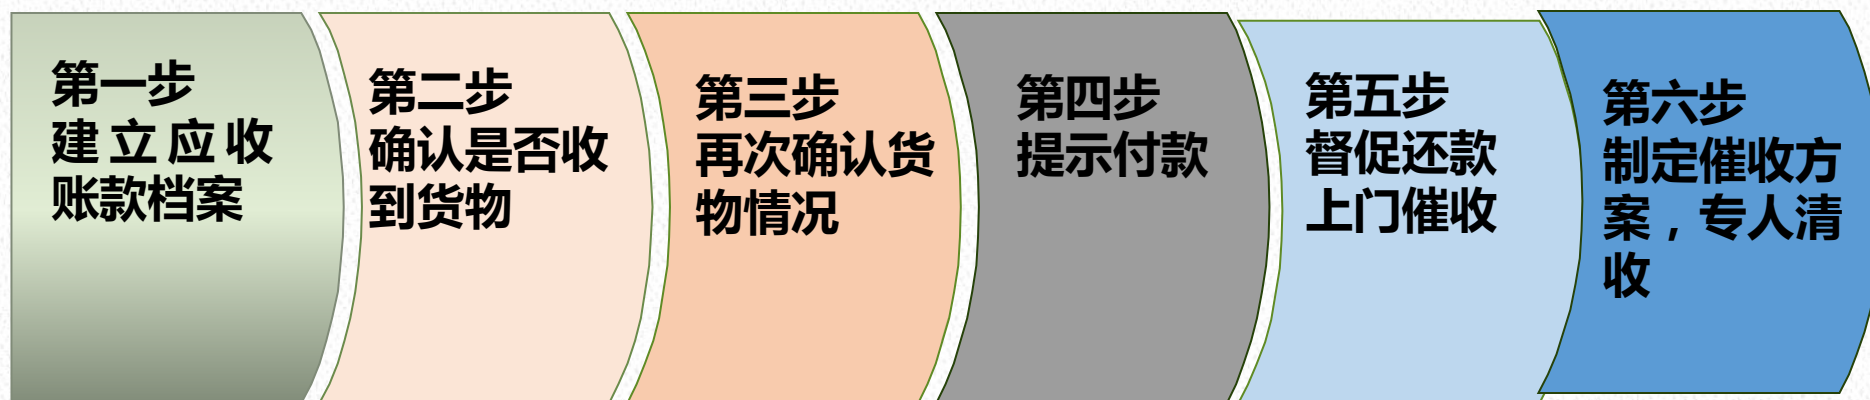 第一步
建立应收
账款档案
第二步
确认是否收
到货物
第三步
再次确认货
物情况
第四步
提示付款
第五步
督促还款
上门催收
第六步
制定催收方
案，专人清
收